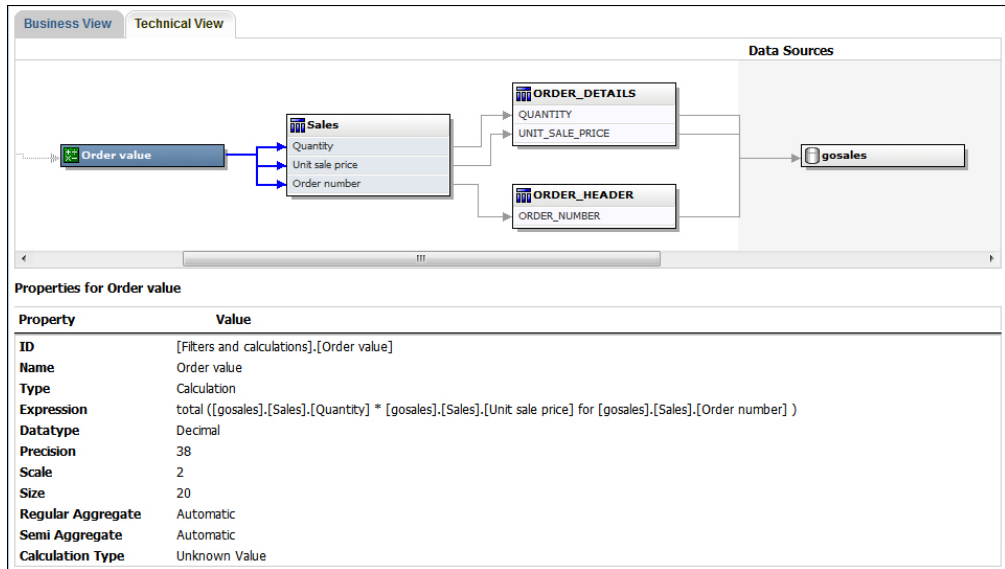 Business View Technical View
Data Sources
ORDER_DETAILS
QUANTITY
UNIT_SALE_PRICE
Sales
Quantity
Unit sale price
Order number
Order value
gosales
ORDER_HEADER
ORDER_NUMBER
Properties for Order value
Property Value
ID [Filters and calculations].[Order value]
Name Order value
Type Calculation
Expression total ([gosales].[Sales].[Quantity] * [gosales].[Sales].[Unit sale price] for [gosales].[Sales].[Order number] )
Datatype Decimal
Precision 38
Scale 2
Size 20
Regular Aggregate Automatic
Semi Aggregate Automatic
Calculation Type Unknown Value